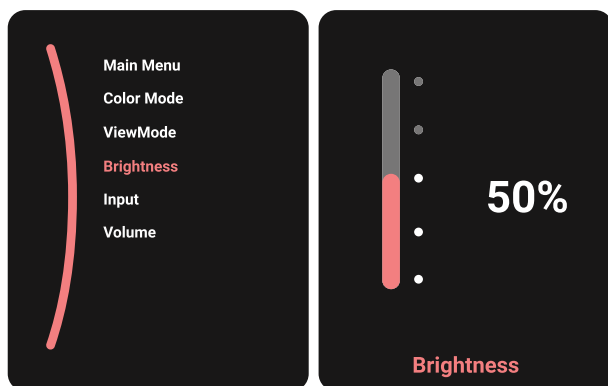 Main Menu
Color Mode
ViewMode
Brightness
Input
Volume
50%
Brightness